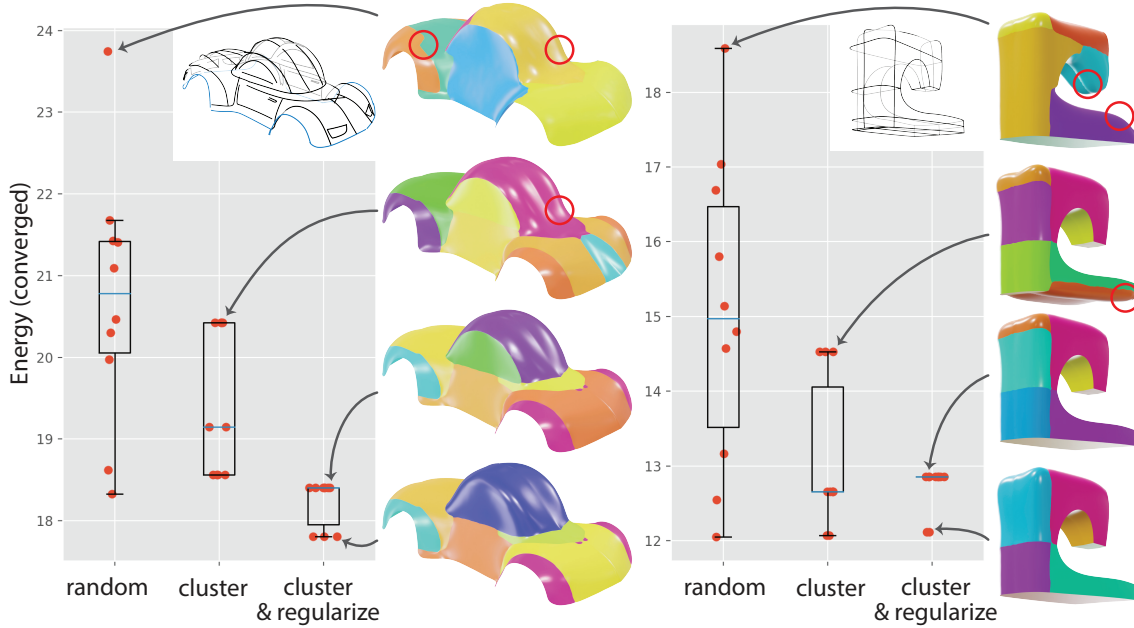 Energy (converged)
24
23
22
21
20
19
18
random
cluster
cluster
& regularize
18
17
16
15
14
13
12
random
cluster
cluster
& regularize